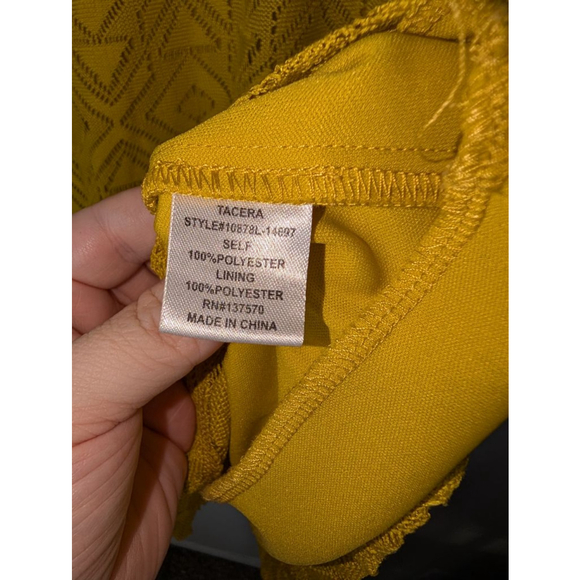 TACERA
STYLE#10878L-14697
SELF
100%POLYESTER
LINING
100%POLYESTER
RN#137570
MADE IN CHINA